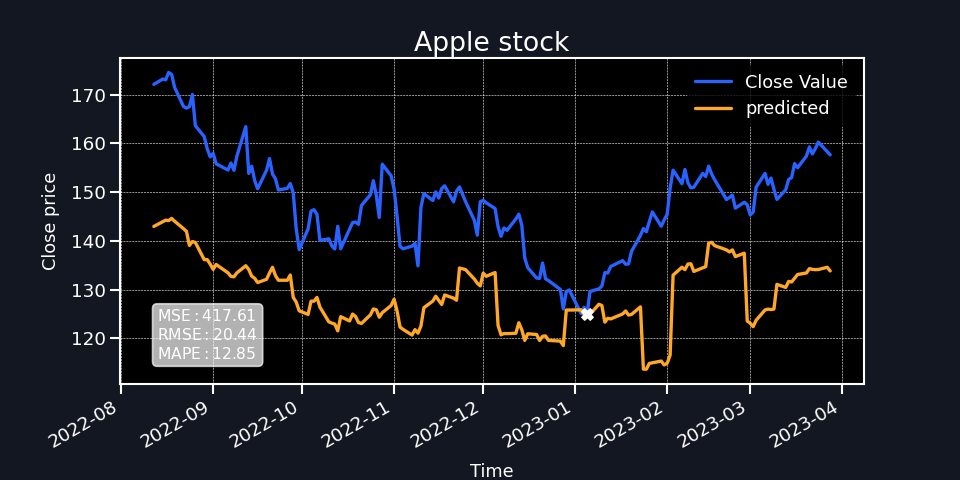 Apple stock
Close Value
predicted
Close price
170
160
150
140
130
120
MSE : 417.61
RMSE : 20.44
MAPE : 12.85
2022-08
2022-09
2022-10
2022-11
2022-12
2023-01
2023-02
2023-03
2023-04
Time